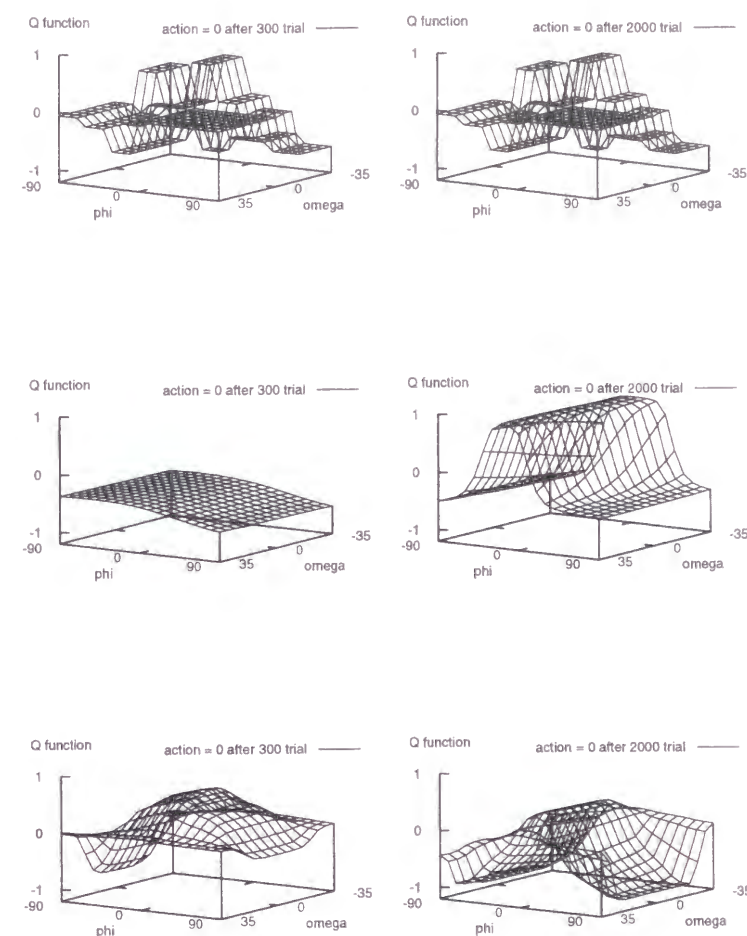 Q function
action = 0 after 300 trial
1
0
-1
-90
0
phi
90
35
0
omega
-35
Q function
action = 0 after 2000 trial
1
0
-1
-90
0
phi
90
35
0
omega
-35
Q function
action = 0 after 300 trial
1
0
-1
-90
0
phi
90
35
0
omega
-35
Q function
action = 0 after 2000 trial
1
0
-1
-90
0
phi
90
35
0
omega
-35
Q function
action = 0 after 300 trial
1
0
-1
-90
0
phi
90
35
0
omega
-35
Q function
action = 0 after 2000 trial
1
0
-1
-90
0
phi
90
35
0
omega
-35